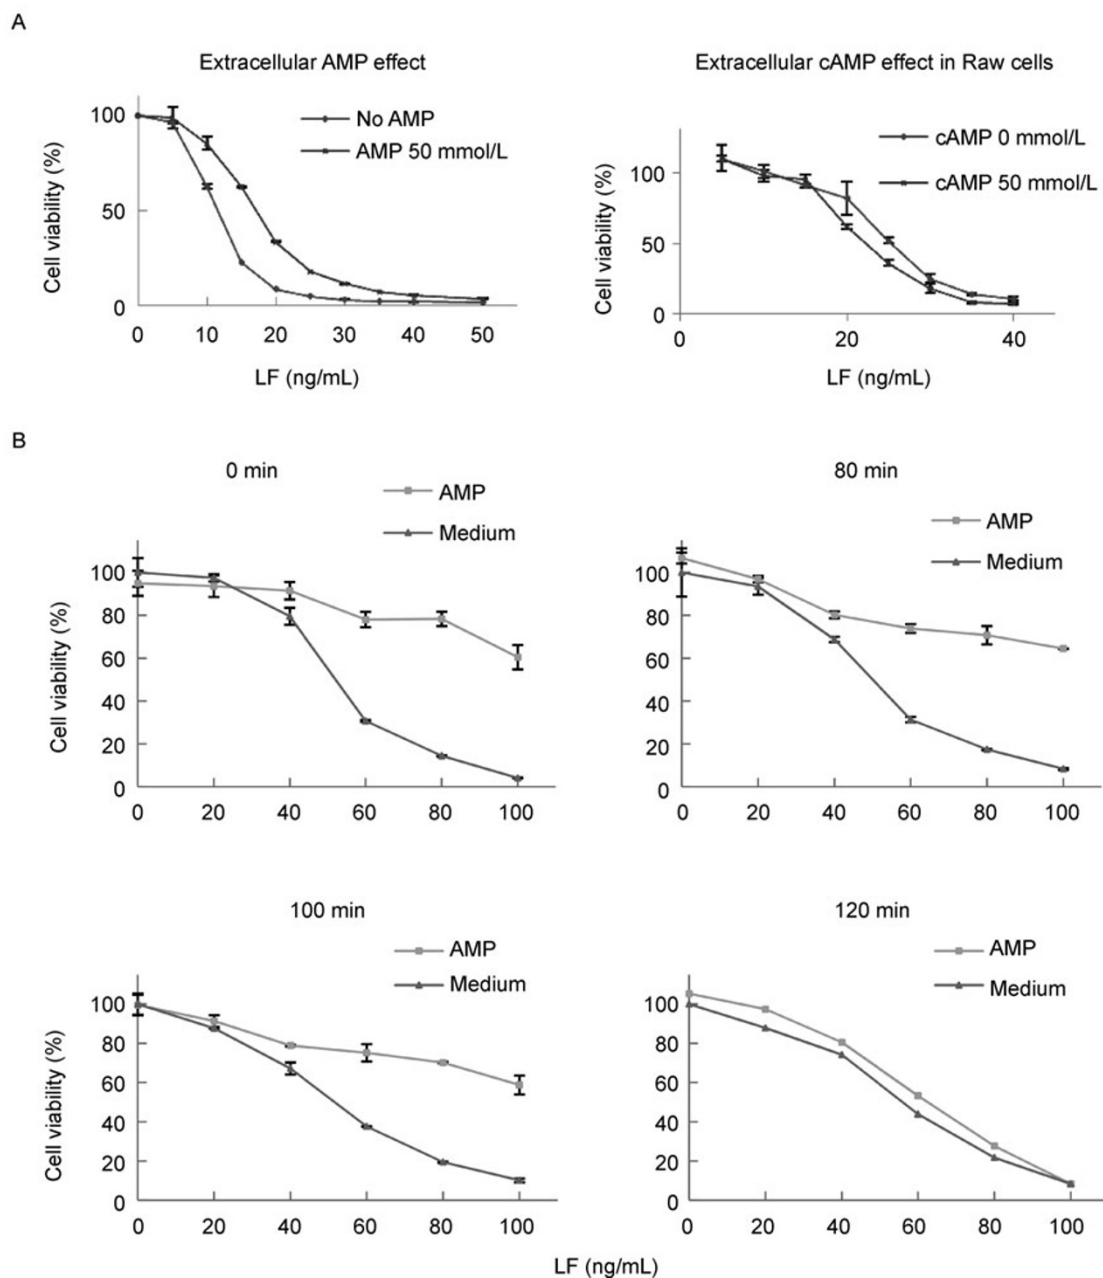 A
Extracellular AMP effect
No AMP
AMP 50 mmol/L
Cell viability (%)
100
50
0
0 10 20 30 40 50
LF (ng/mL)
Extracellular cAMP effect in Raw cells
cAMP 0 mmol/L
cAMP 50 mmol/L
Cell viability (%)
100
50
0
0 20 40
LF (ng/mL)
B
0 min
AMP
Medium
Cell viability (%)
100
80
60
40
20
0
0 20 40 60 80 100
80 min
AMP
Medium
100
80
60
40
20
0
0 20 40 60 80 100
100 min
AMP
Medium
Cell viability (%)
100
80
60
40
20
0
0 20 40 60 80 100
120 min
AMP
Medium
100
80
60
40
20
0
0 20 40 60 80 100
LF (ng/mL)